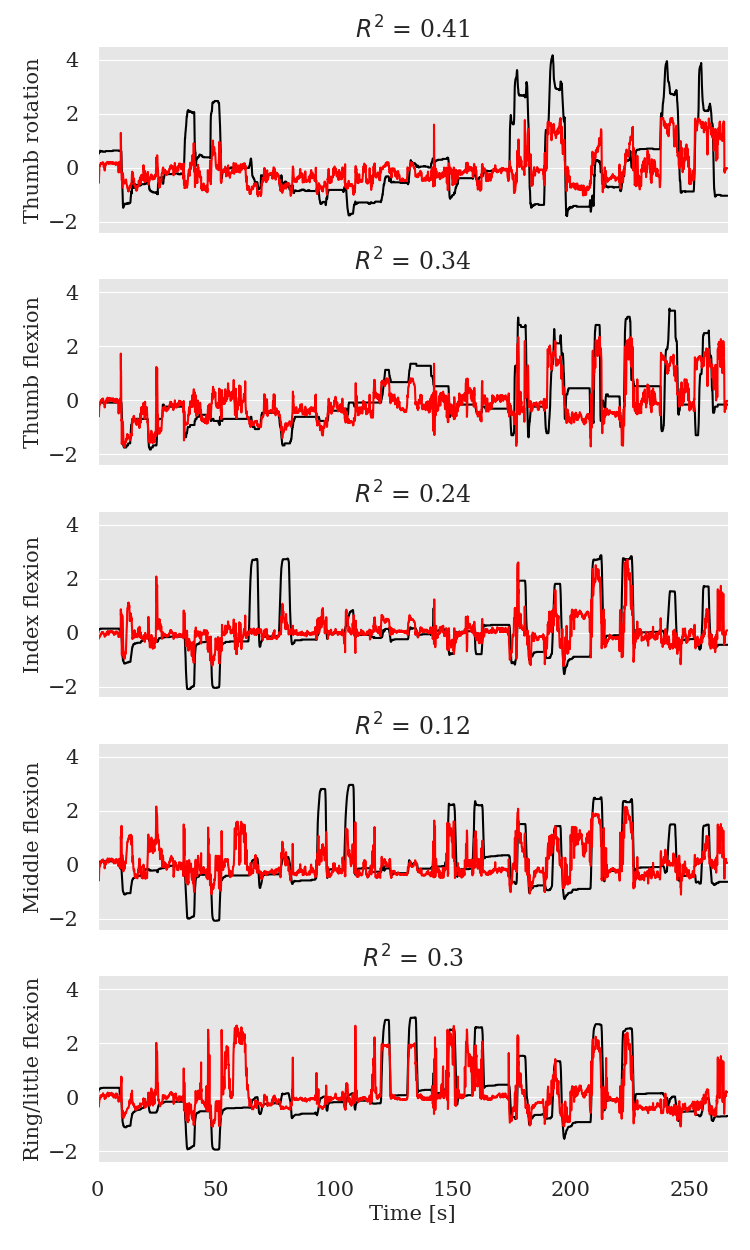 R² = 0.41
Thumb rotation
4
2
0
−2
R² = 0.34
Thumb flexion
4
2
0
−2
R² = 0.24
Index flexion
4
2
0
−2
R² = 0.12
Middle flexion
4
2
0
−2
R² = 0.3
Ring/little flexion
4
2
0
−2
0 50 100 150 200 250
Time [s]